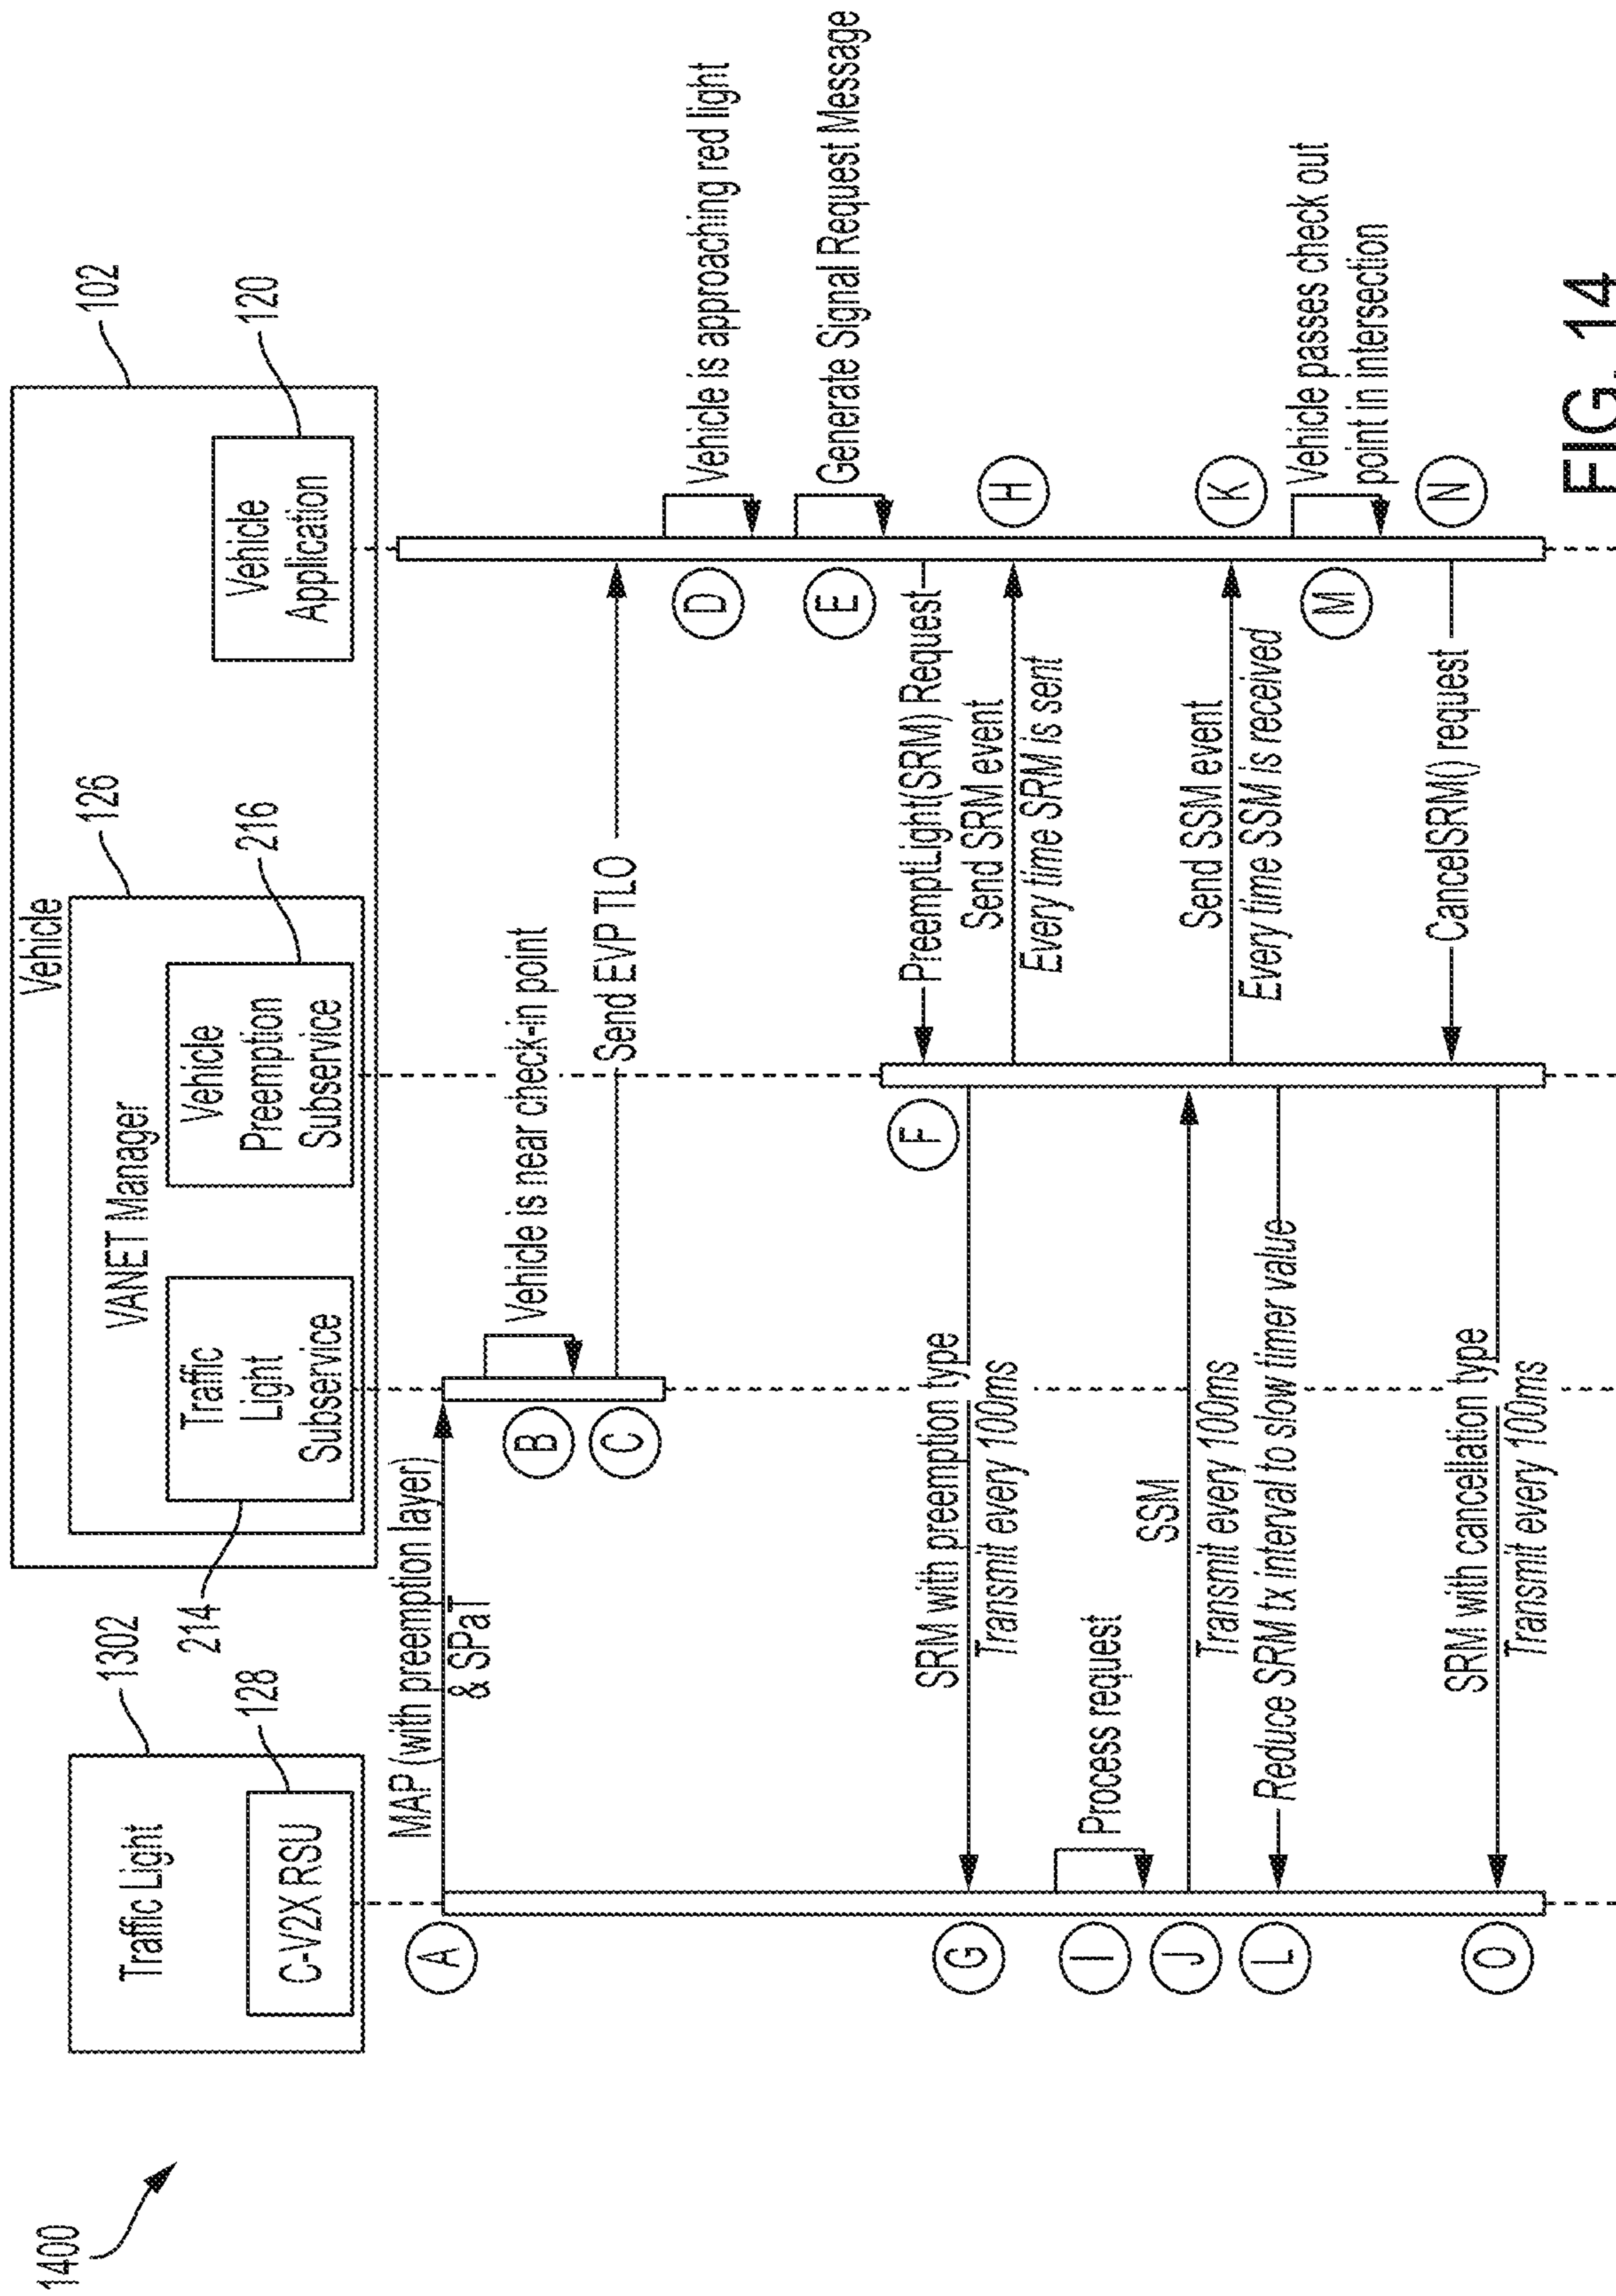 1400
Traffic Light
1302
C-V2X RSU
128
Vehicle
102
VANET Manager
126
Traffic
Light
Subservice
214
Vehicle
Preemption
Subservice
216
Vehicle
Application
120
A
MAP (with preemption layer)
& SPaT
B
Vehicle is near check-in point
C
Send EVP TLO
D
Vehicle is approaching red light
E
Generate Signal Request Message
F
PreemptLight(SRM) Request
G
SRM with preemption type
Transmit every 100ms
Send SRM event
Every time SRM is sent
H
I
Process request
J
SSM
Transmit every 100ms
Send SSM event
Every time SSM is received
K
L
Reduce SRM tx interval to slow timer value
M
Vehicle passes check out
point in intersection
CancelSRM() request
N
O
SRM with cancellation type
Transmit every 100ms
FIG. 14